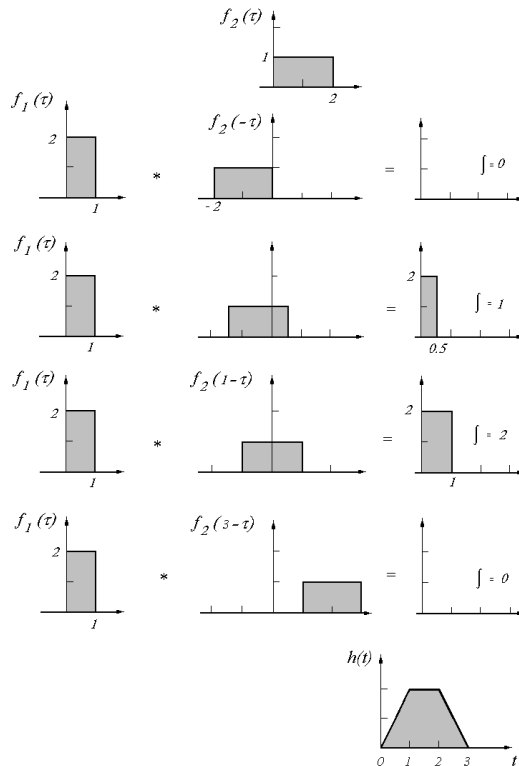 f₂(τ)
1
2
f₁(τ) f₂(-τ)
2 * = ∫=0
1 -2
f₁(τ)
2 * = 2 ∫ = 1
1 0.5
f₁(τ) f₂(1-τ)
2 * = 2 ∫ = 2
1 1
f₁(τ) f₂(3-τ)
2 * = ∫ = 0
1
h(t)
0 1 2 3 t